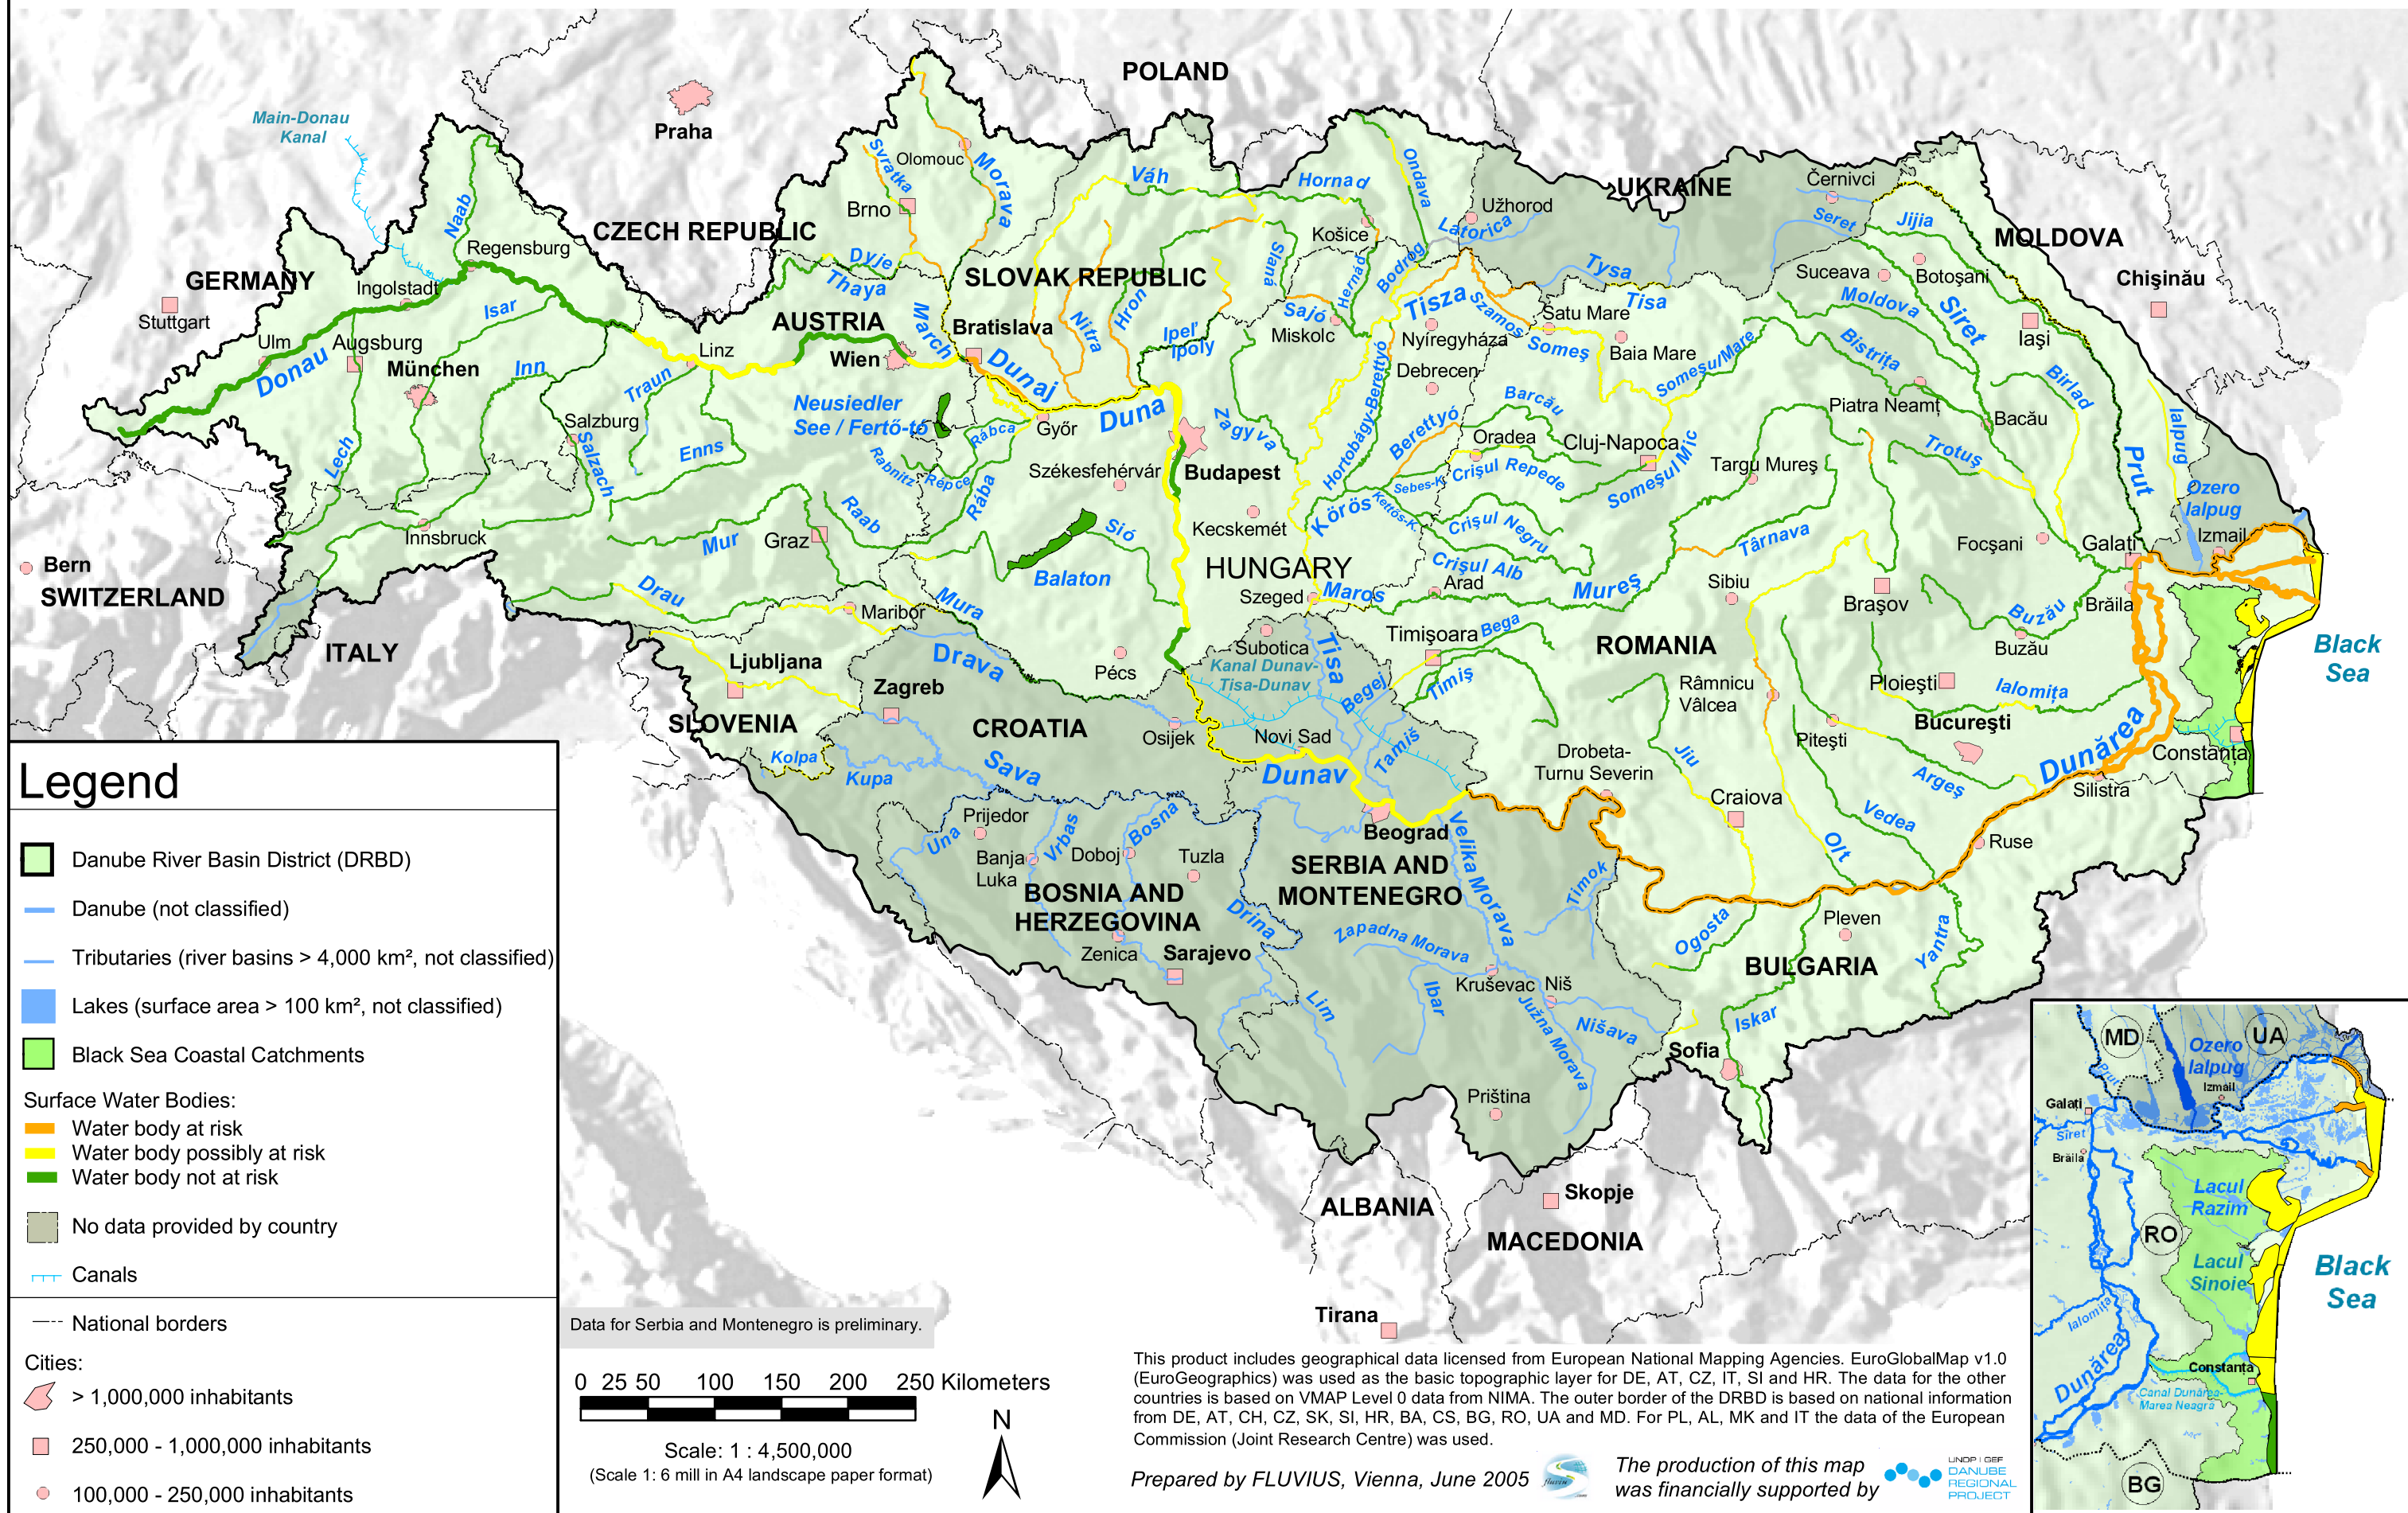 POLAND
Main-Donau
Kanal
Praha
Olomouc
Svratka
Morava
Váh
Hornad
Ondava
UKRAINE
Černivci
Užhorod
Latorica
Seret
Jijia
MOLDOVA
Chişinău
Naab
Regensburg
CZECH REPUBLIC
Brno
Dyje
Thaya
Košice
Slaná
Hernád
Bodrog
Tysa
Tisa
Suceava
Botoşani
GERMANY
Ingolstadt
Stuttgart
Isar
SLOVAK REPUBLIC
Moldova
Siret
Ulm
Augsburg
Donau
München
Inn
Linz
AUSTRIA
Wien
March
Bratislava
Dunaj
Nitra
Hron
Ipeľ
Ipoly
Sajó
Miskolc
Tisza
Nyíregyháza
Szamos
Satu Mare
Someş
Baia Mare
Someşu/Mare
Bistriţa
Iaşi
Birlad
Traun
Salzburg
Salzach
Enns
Lech
Neusiedler
See / Fertő-tó
Rábca
Győr
Duna
Budapest
Zagyva
Debrecen
Hortobágy-Berettyó
Berettyó
Barcău
Oradea
Crişul Repede
Sebes-K.
Cluj-Napoca
Someşul Mic
Targu Mureş
Piatra Neamţ
Bacău
Trotuş
Prut
Ialpug
Ozero
Ialpug
Izmail
Rabnitz
Répce
Rába
Raab
Székesfehérvár
Kecskemét
Körös
Kettös-K.
Crişul Negru
Crişul Alb
Innsbruck
Mur
Graz
Sió
Balaton
HUNGARY
Szeged
Maros
Arad
Mureş
Târnava
Sibiu
Braşov
Focşani
Galaţi
Brăila
Buzău
Buzău
Bern
SWITZERLAND
ITALY
Drau
Maribor
Mura
Drava
Pécs
Subotica
Kanal Dunav-
Tisa-Dunav
Tisa
Timişoara
Bega
Begej
Timiş
ROMANIA
Râmnicu
Vâlcea
Ploieşti
Ialomiţa
Bucureşti
Black
Sea
Ljubljana
SLOVENIA
Zagreb
CROATIA
Osijek
Novi Sad
Dunav
Tamiš
Drobeta-
Turnu Severin
Jiu
Piteşti
Argeş
Dunărea
Constanţa
Silistra
Kolpa
Kupa
Sava
Beograd
Craiova
Olt
Vedea
Ruse
Prijedor
Una
Banja
Luka
Vrbas
Doboj
Bosna
Tuzla
BOSNIA AND
HERZEGOVINA
Zenica
Sarajevo
Drina
Lim
SERBIA AND
MONTENEGRO
Velika Morava
Timok
Zapadna Morava
Ibar
Kruševac
Niš
Južna Morava
Nišava
Priština
Ogosta
Pleven
BULGARIA
Yantra
Iskar
Sofia
ALBANIA
Skopje
MACEDONIA
Tirana
Legend
Danube River Basin District (DRBD)
Danube (not classified)
Tributaries (river basins > 4,000 km², not classified)
Lakes (surface area > 100 km², not classified)
Black Sea Coastal Catchments
Surface Water Bodies:
Water body at risk
Water body possibly at risk
Water body not at risk
No data provided by country
Canals
National borders
Cities:
> 1,000,000 inhabitants
250,000 - 1,000,000 inhabitants
100,000 - 250,000 inhabitants
Data for Serbia and Montenegro is preliminary.
0 25 50 100 150 200 250 Kilometers
Scale: 1 : 4,500,000
(Scale 1: 6 mill in A4 landscape paper format)
N
This product includes geographical data licensed from European National Mapping Agencies. EuroGlobalMap v1.0
(EuroGeographics) was used as the basic topographic layer for DE, AT, CZ, IT, SI and HR. The data for the other
countries is based on VMAP Level 0 data from NIMA. The outer border of the DRBD is based on national information
from DE, AT, CH, CZ, SK, SI, HR, BA, CS, BG, RO, UA and MD. For PL, AL, MK and IT the data of the European
Commission (Joint Research Centre) was used.
Prepared by FLUVIUS, Vienna, June 2005
fluvius
The production of this map
was financially supported by
UNDP | GEF
DANUBE
REGIONAL
PROJECT
MD
UA
Ozero
Ialpug
Izmail
Prut
Galaţi
Siret
Brăila
Lacul
Razim
RO
Lacul
Sinoie
Black
Sea
Ialomiţa
Dunărea
Constanţa
Canal Dunărea-
Marea Neagră
BG